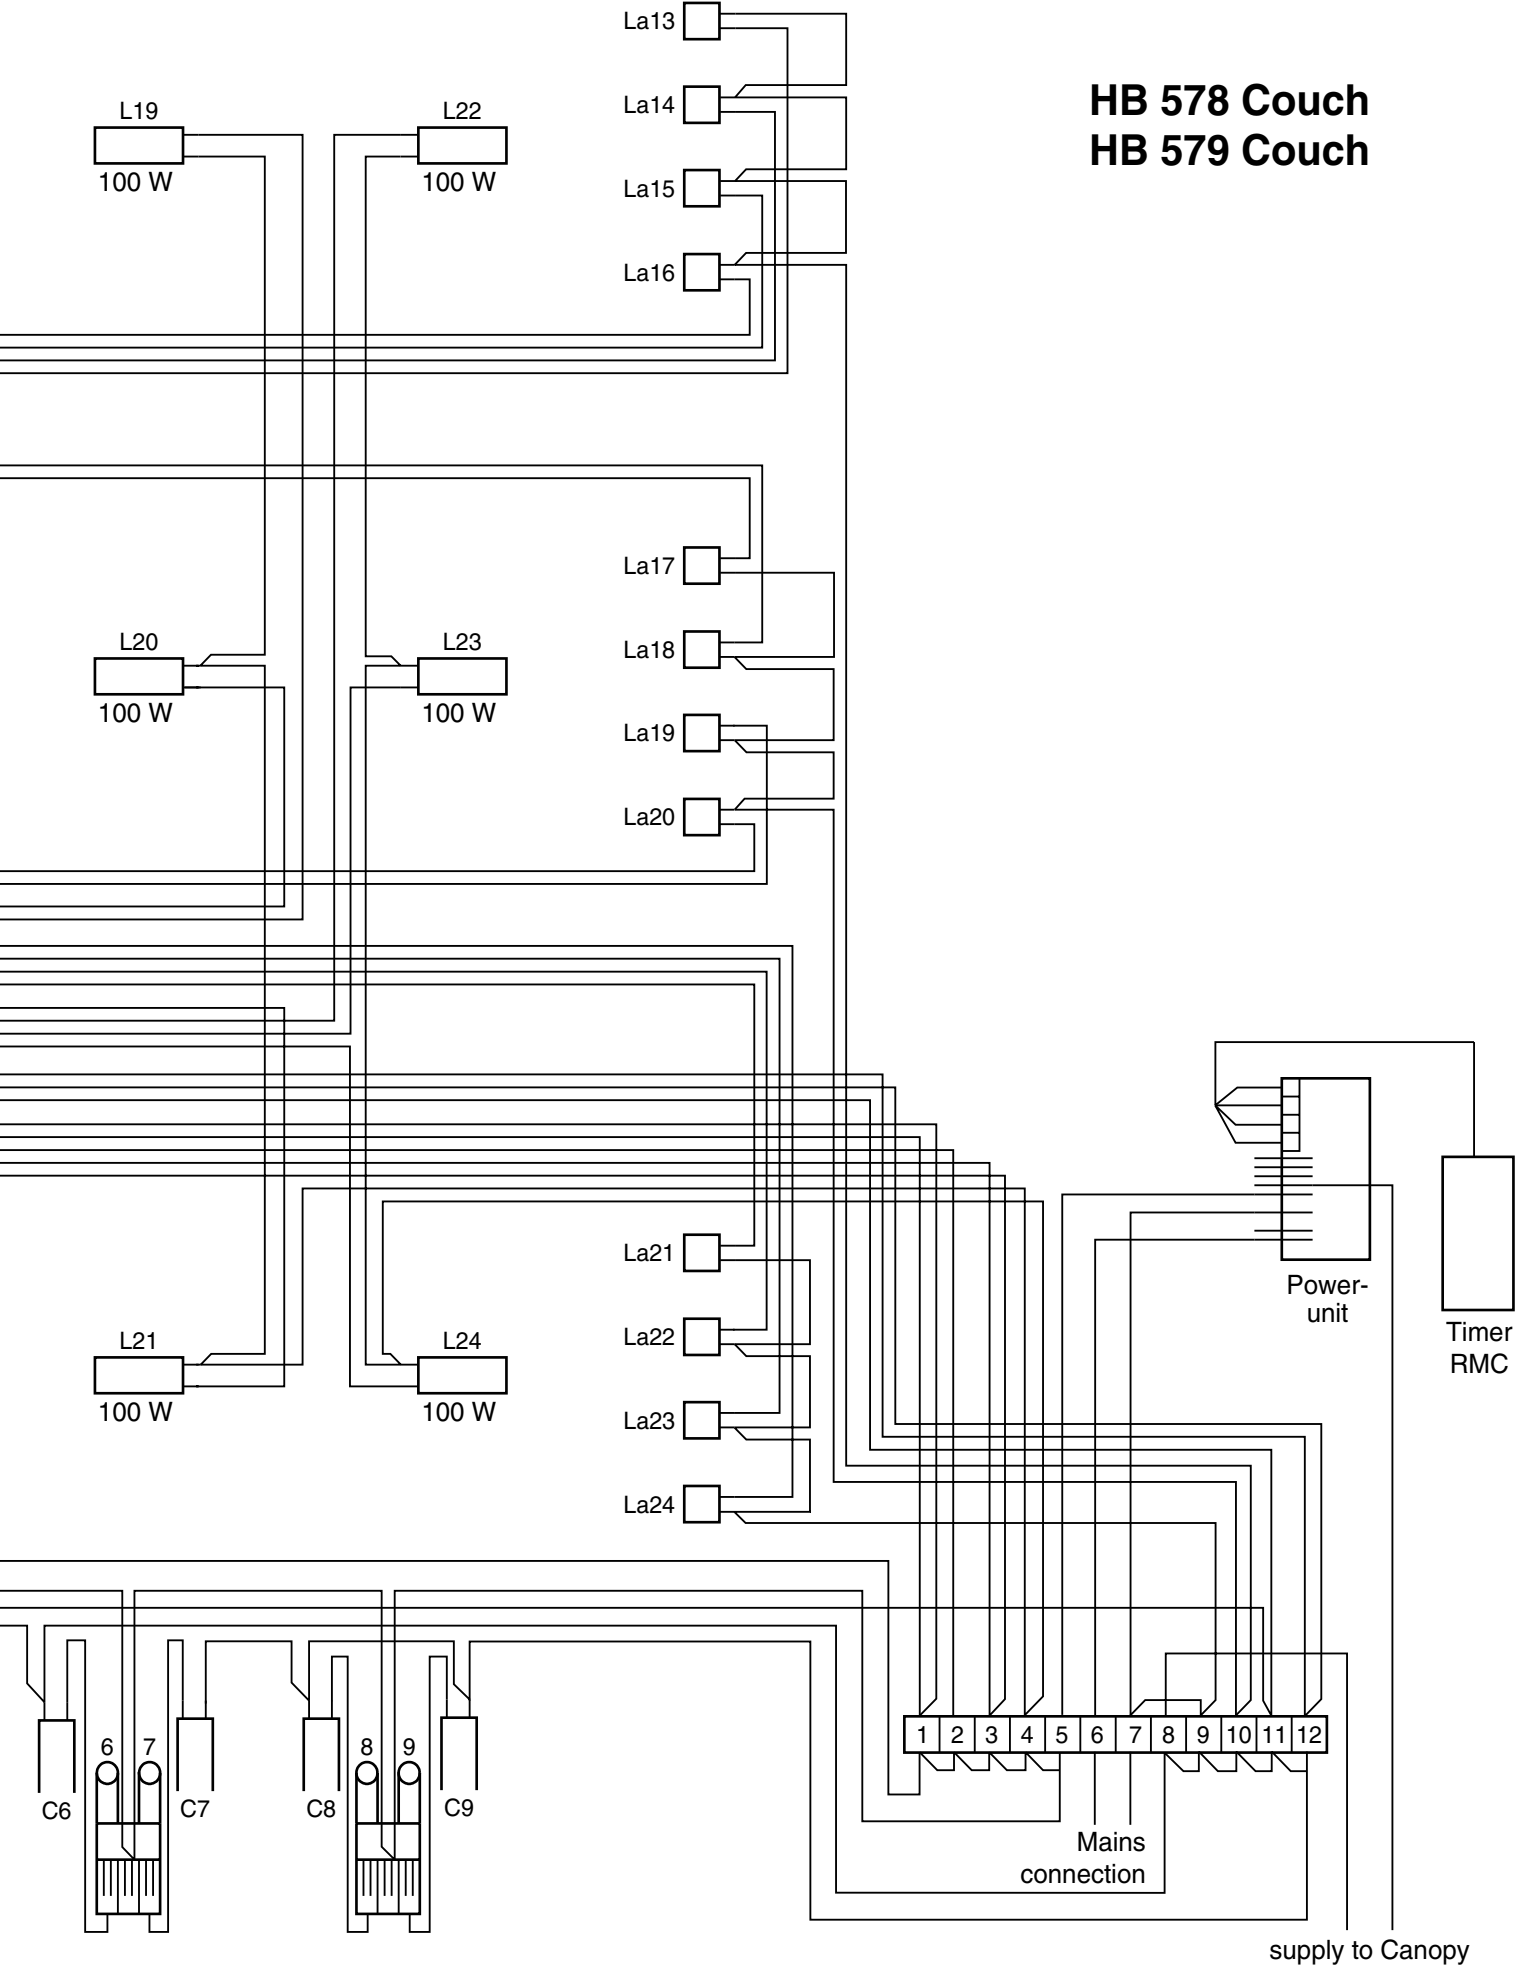 La13
HB 578 Couch
HB 579 Couch
L19
L22
La14
100 W
100 W
La15
La16
La17
L20
L23
La18
100 W
100 W
La19
La20
La21
Power-
unit
Timer
RMC
L21
L24
La22
100 W
100 W
La23
La24
1 2 3 4 5 6 7 8 9 10 11 12
6 7
8 9
C6
C7
C8
C9
Mains
connection
supply to Canopy